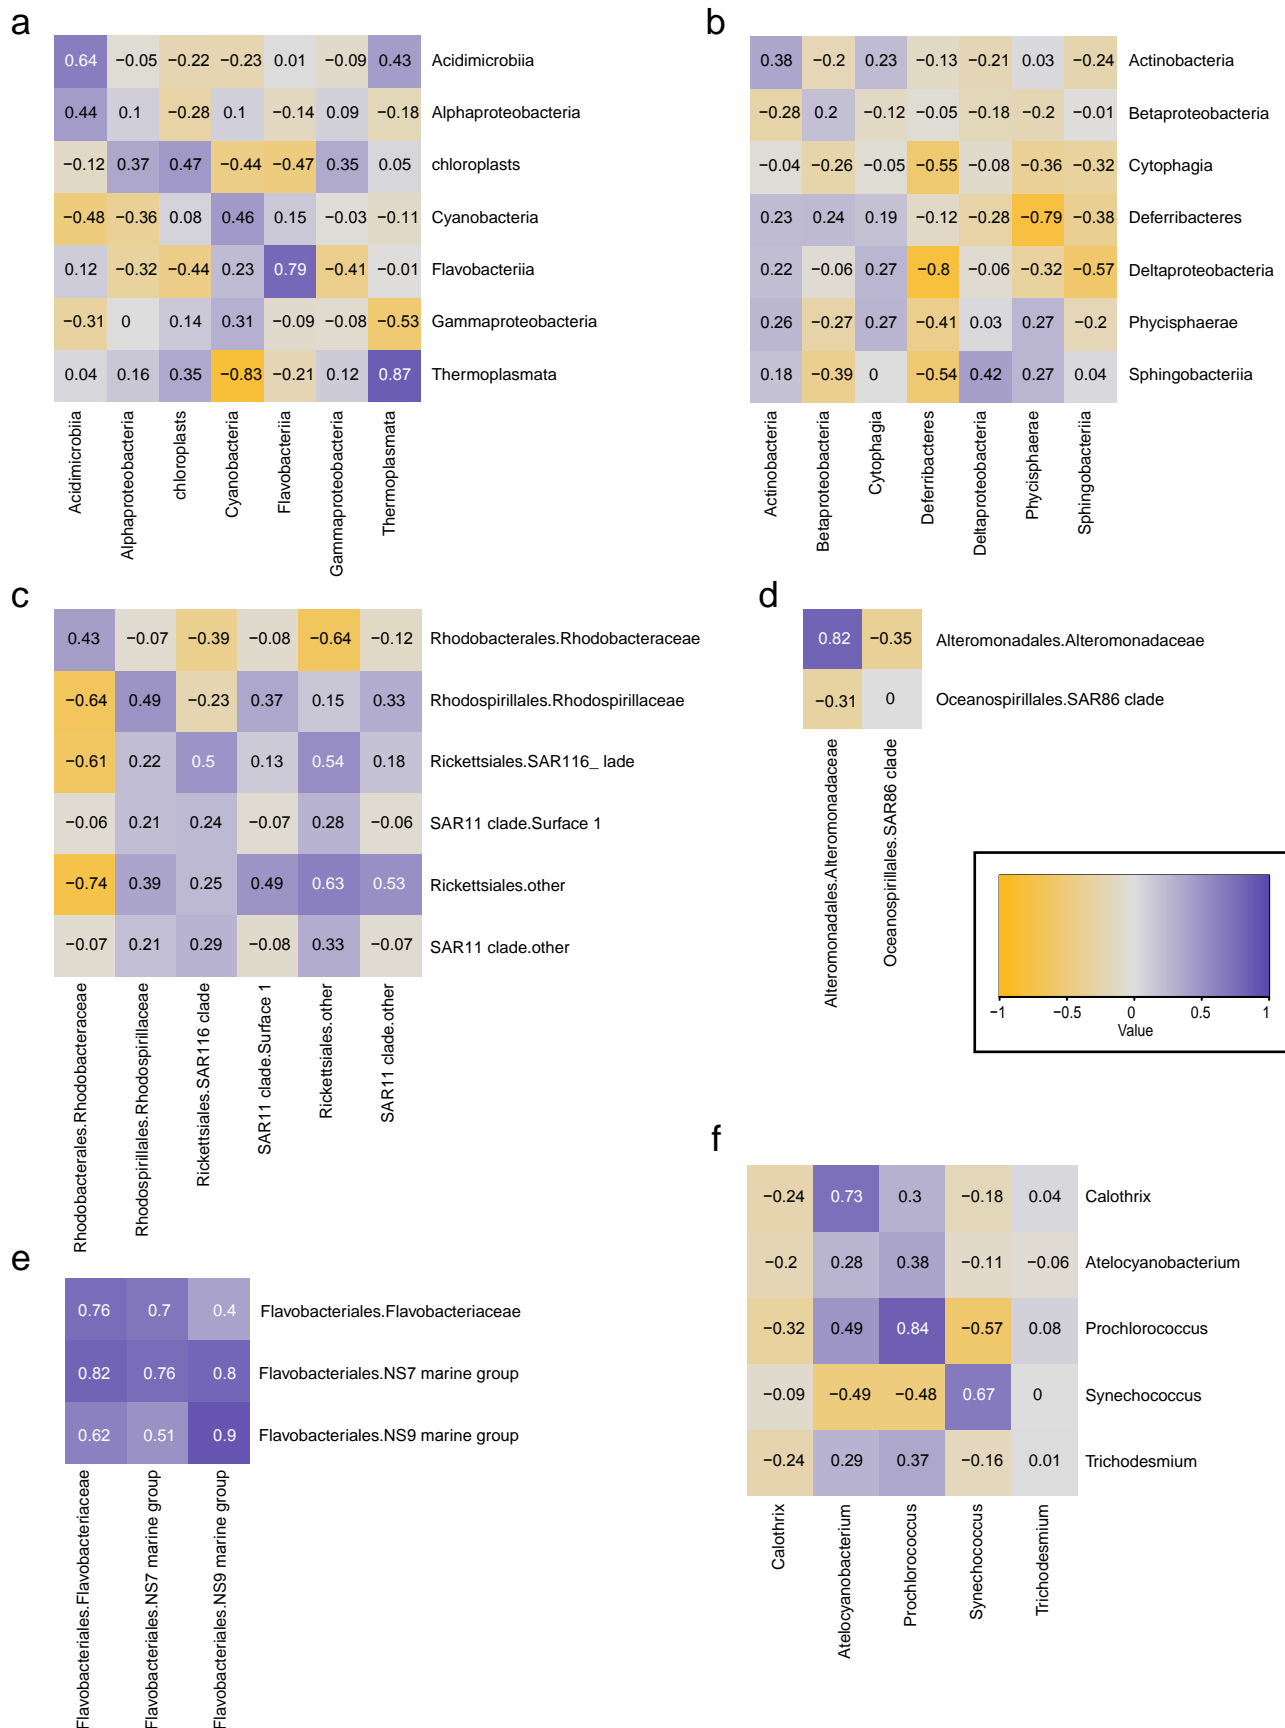 a
0.64 −0.05 −0.22 −0.23 0.01 −0.09 0.43 Acidimicrobiia
0.44 0.1 −0.28 0.1 −0.14 0.09 −0.18 Alphaproteobacteria
−0.12 0.37 0.47 −0.44 −0.47 0.35 0.05 chloroplasts
−0.48 −0.36 0.08 0.46 0.15 −0.03 −0.11 Cyanobacteria
0.12 −0.32 −0.44 0.23 0.79 −0.41 −0.01 Flavobacteriia
−0.31 0 0.14 0.31 −0.09 −0.08 −0.53 Gammaproteobacteria
0.04 0.16 0.35 −0.83 −0.21 0.12 0.87 Thermoplasmata
Acidimicrobiia
Alphaproteobacteria
chloroplasts
Cyanobacteria
Flavobacteriia
Gammaproteobacteria
Thermoplasmata
b
0.38 −0.2 0.23 −0.13 −0.21 0.03 −0.24 Actinobacteria
−0.28 0.2 −0.12 −0.05 −0.18 −0.2 −0.01 Betaproteobacteria
−0.04 −0.26 −0.05 −0.55 −0.08 −0.36 −0.32 Cytophagia
0.23 0.24 0.19 −0.12 −0.28 −0.79 −0.38 Deferribacteres
0.22 −0.06 0.27 −0.8 −0.06 −0.32 −0.57 Deltaproteobacteria
0.26 −0.27 0.27 −0.41 0.03 0.27 −0.2 Phycisphaerae
0.18 −0.39 0 −0.54 0.42 0.27 0.04 Sphingobacteriia
Actinobacteria
Betaproteobacteria
Cytophagia
Deferribacteres
Deltaproteobacteria
Phycisphaerae
Sphingobacteriia
c
0.43 −0.07 −0.39 −0.08 −0.64 −0.12 Rhodobacterales.Rhodobacteraceae
−0.64 0.49 −0.23 0.37 0.15 0.33 Rhodospirillales.Rhodospirillaceae
−0.61 0.22 0.5 0.13 0.54 0.18 Rickettsiales.SAR116_ lade
−0.06 0.21 0.24 −0.07 0.28 −0.06 SAR11 clade.Surface 1
−0.74 0.39 0.25 0.49 0.63 0.53 Rickettsiales.other
−0.07 0.21 0.29 −0.08 0.33 −0.07 SAR11 clade.other
Rhodobacterales.Rhodobacteraceae
Rhodospirillales.Rhodospirillaceae
Rickettsiales.SAR116 clade
SAR11 clade.Surface 1
Rickettsiales.other
SAR11 clade.other
d
0.82 −0.35 Alteromonadales.Alteromonadaceae
−0.31 0 Oceanospirillales.SAR86 clade
Alteromonadales.Alteromonadaceae
Oceanospirillales.SAR86 clade
−1 −0.5 0 0.5 1
Value
e
0.76 0.7 0.4 Flavobacteriales.Flavobacteriaceae
0.82 0.76 0.8 Flavobacteriales.NS7 marine group
0.62 0.51 0.9 Flavobacteriales.NS9 marine group
Flavobacteriales.Flavobacteriaceae
Flavobacteriales.NS7 marine group
Flavobacteriales.NS9 marine group
f
−0.24 0.73 0.3 −0.18 0.04 Calothrix
−0.2 0.28 0.38 −0.11 −0.06 Atelocyanobacterium
−0.32 0.49 0.84 −0.57 0.08 Prochlorococcus
−0.09 −0.49 −0.48 0.67 0 Synechococcus
−0.24 0.29 0.37 −0.16 0.01 Trichodesmium
Calothrix
Atelocyanobacterium
Prochlorococcus
Synechococcus
Trichodesmium